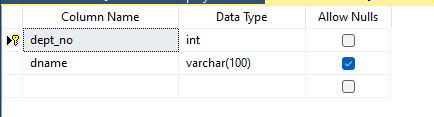 Column Name Data Type Allow Nulls
dept_no int
dname varchar(100)